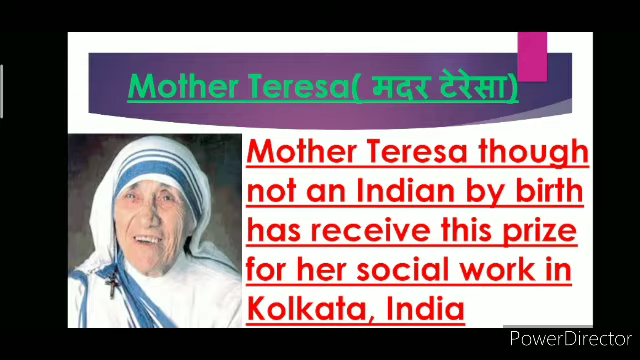 Mother Teresa( मदर टेरेसा)
Mother Teresa though
not an Indian by birth
has receive this prize
for her social work in
Kolkata, India
PowerDirector